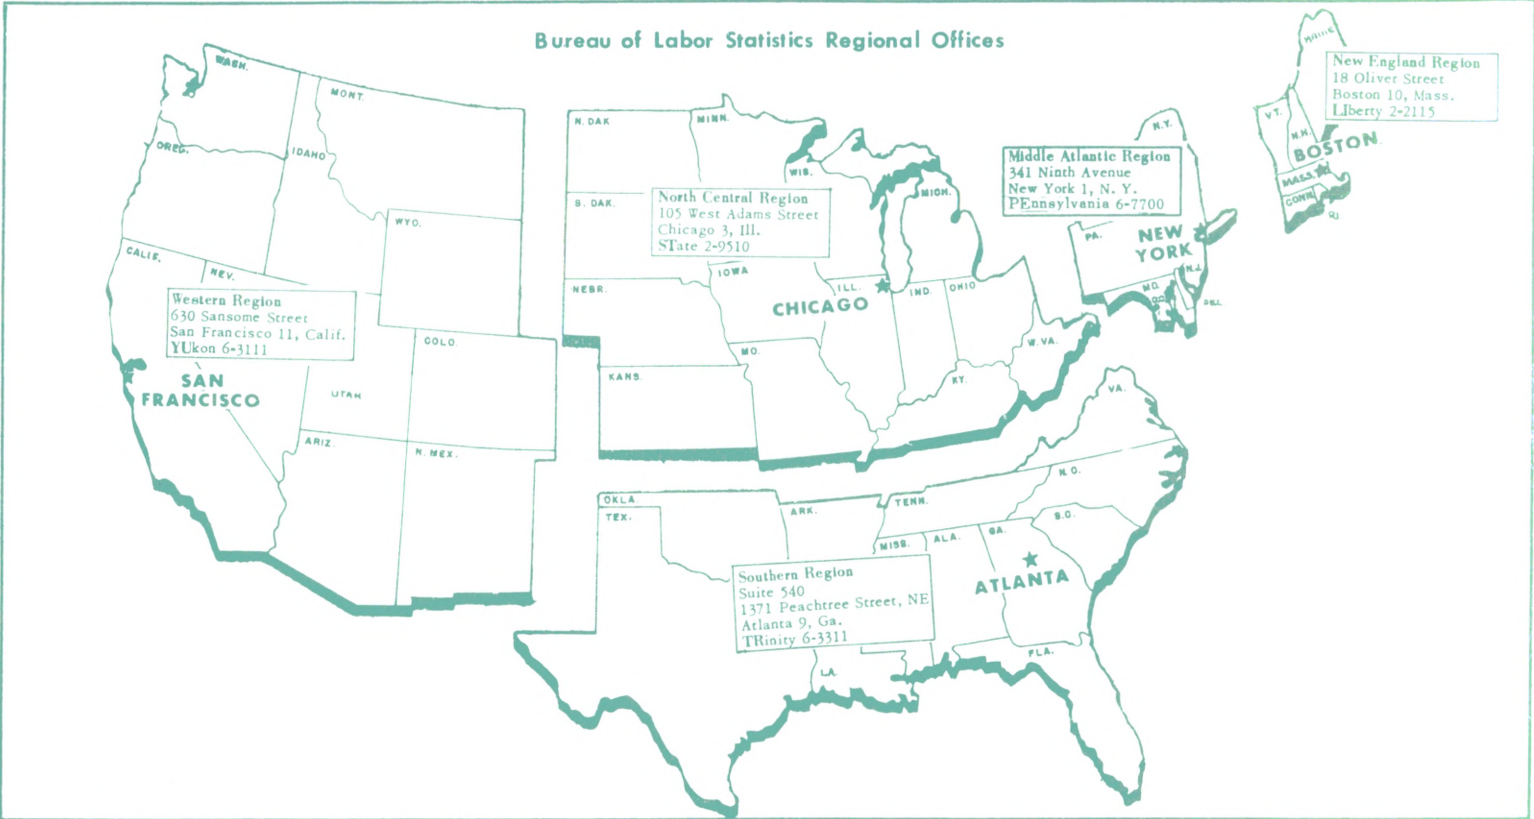 Bureau of Labor Statistics Regional Offices
WASH.
OREG.
IDAHO
MONT.
WYO.
CALIF.
NEV.
Western Region
630 Sansome Street
San Francisco 11, Calif.
YUkon 6-3111
SAN
FRANCISCO
UTAH
COLO.
ARIZ.
N. MEX.
N. DAK
MINN.
S. DAK.
WIS.
MICH.
North Central Region
105 West Adams Street
Chicago 3, Ill.
STate 2-9510
NEBR.
IOWA
ILL.
IND.
OHIO
CHICAGO
MO.
KANS.
KY.
W. VA.
N.Y.
Middle Atlantic Region
341 Ninth Avenue
New York 1, N. Y.
PEnnsylvania 6-7700
PA.
NEW
YORK
N.J.
MD.
D.C.
DEL.
MAINE
New England Region
18 Oliver Street
Boston 10, Mass.
LIberty 2-2115
VT.
N.H.
BOSTON
MASS.
CONN.
RI
VA.
N. C.
S.C.
OKLA.
TEX.
ARK.
TENN.
MISS.
ALA.
GA.
ATLANTA
Southern Region
Suite 540
1371 Peachtree Street, NE
Atlanta 9, Ga.
TRinity 6-3311
LA.
FLA.